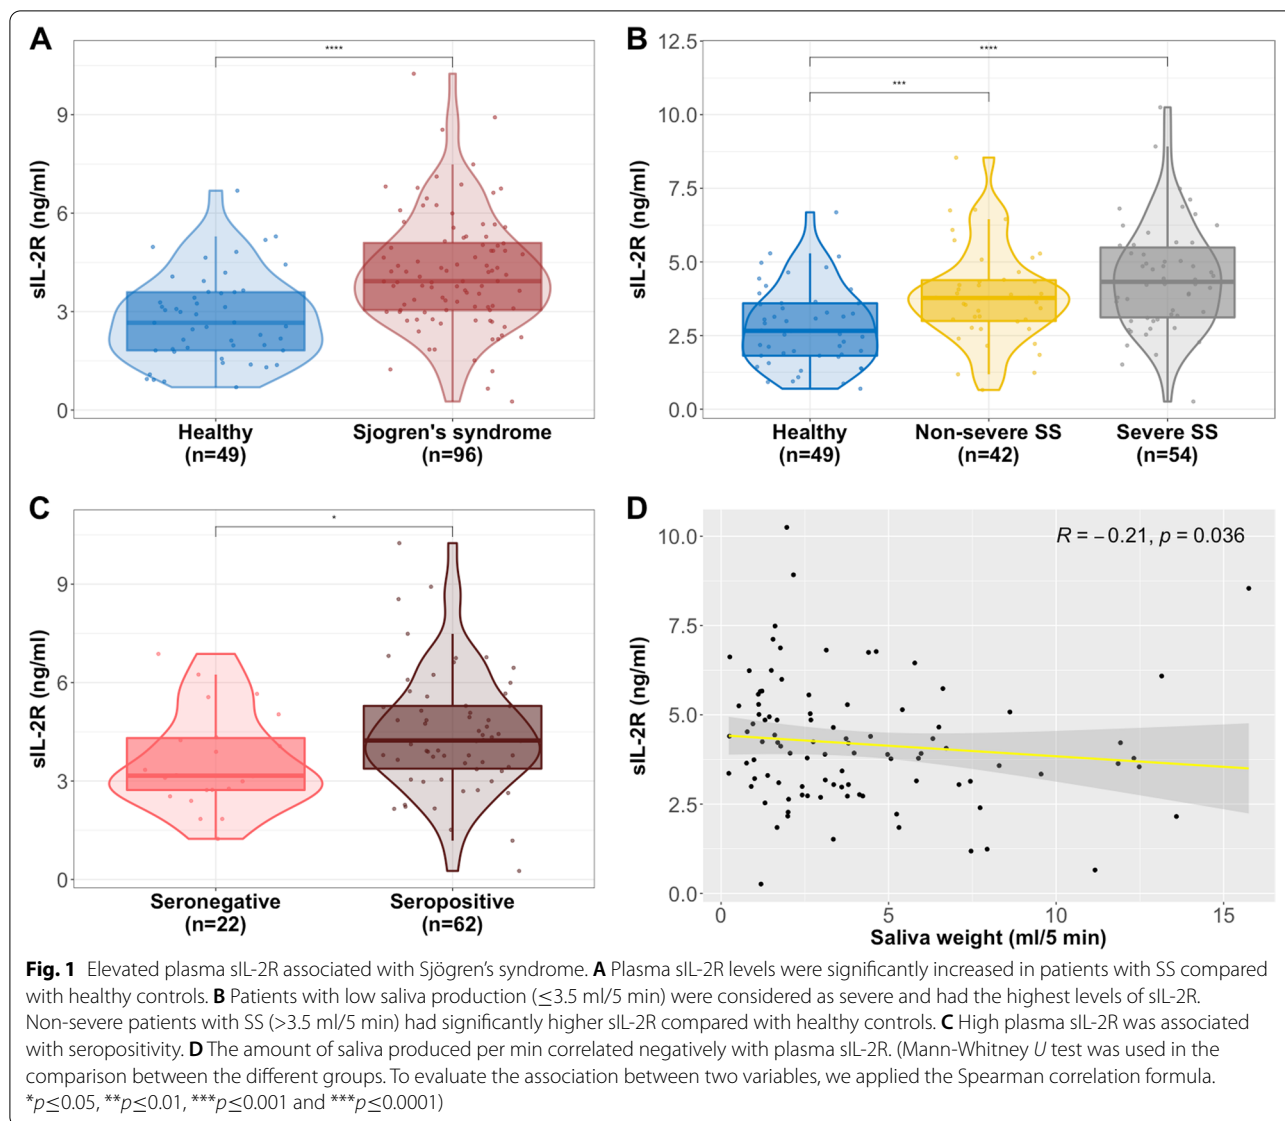 A
****
sIL-2R (ng/ml)
9
6
3
0
Healthy
(n=49)
Sjogren's syndrome
(n=96)
B
****
***
sIL-2R (ng/ml)
12.5
10.0
7.5
5.0
2.5
0.0
Healthy
(n=49)
Non-severe SS
(n=42)
Severe SS
(n=54)
C
*
sIL-2R (ng/ml)
9
6
3
0
Seronegative
(n=22)
Seropositive
(n=62)
D
R = −0.21, p = 0.036
sIL-2R (ng/ml)
10.0
7.5
5.0
2.5
0.0
0
5
10
15
Saliva weight (ml/5 min)
Fig. 1 Elevated plasma sIL-2R associated with Sjögren's syndrome. A Plasma sIL-2R levels were significantly increased in patients with SS compared
with healthy controls. B Patients with low saliva production (≤3.5 ml/5 min) were considered as severe and had the highest levels of sIL-2R.
Non-severe patients with SS (>3.5 ml/5 min) had significantly higher sIL-2R compared with healthy controls. C High plasma sIL-2R was associated
with seropositivity. D The amount of saliva produced per min correlated negatively with plasma sIL-2R. (Mann-Whitney U test was used in the
comparison between the different groups. To evaluate the association between two variables, we applied the Spearman correlation formula.
*p≤0.05, **p≤0.01, ***p≤0.001 and ***p≤0.0001)